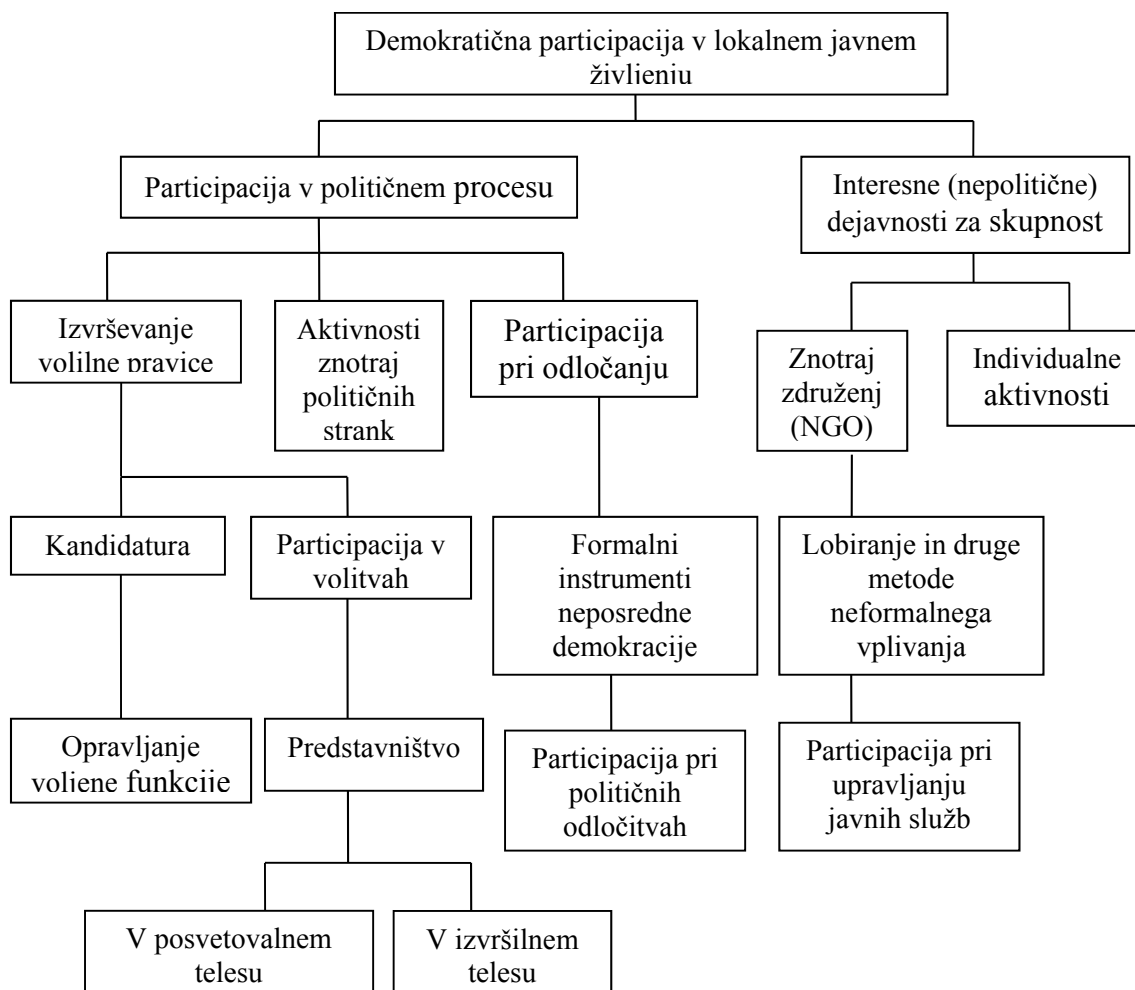 Demokratična participacija v lokalnem javnem
življenju
Participacija v političnem procesu
Interesne (nepolitične)
dejavnosti za skupnost
Izvrševanje
volilne pravice
Aktivnosti
znotraj
političnih
strank
Participacija
pri odločanju
Znotraj
združenj
(NGO)
Individualne
aktivnosti
Kandidatura
Participacija v
volitvah
Formalni
instrumenti
neposredne
demokracije
Lobiranje in druge
metode
neformalnega
vplivanja
Opravljanje
voljene funkcije
Predstavništvo
Participacija pri
političnih
odločitvah
Participacija pri
upravljanju
javnih služb
V posvetovalnem
telesu
V izvršilnem
telesu